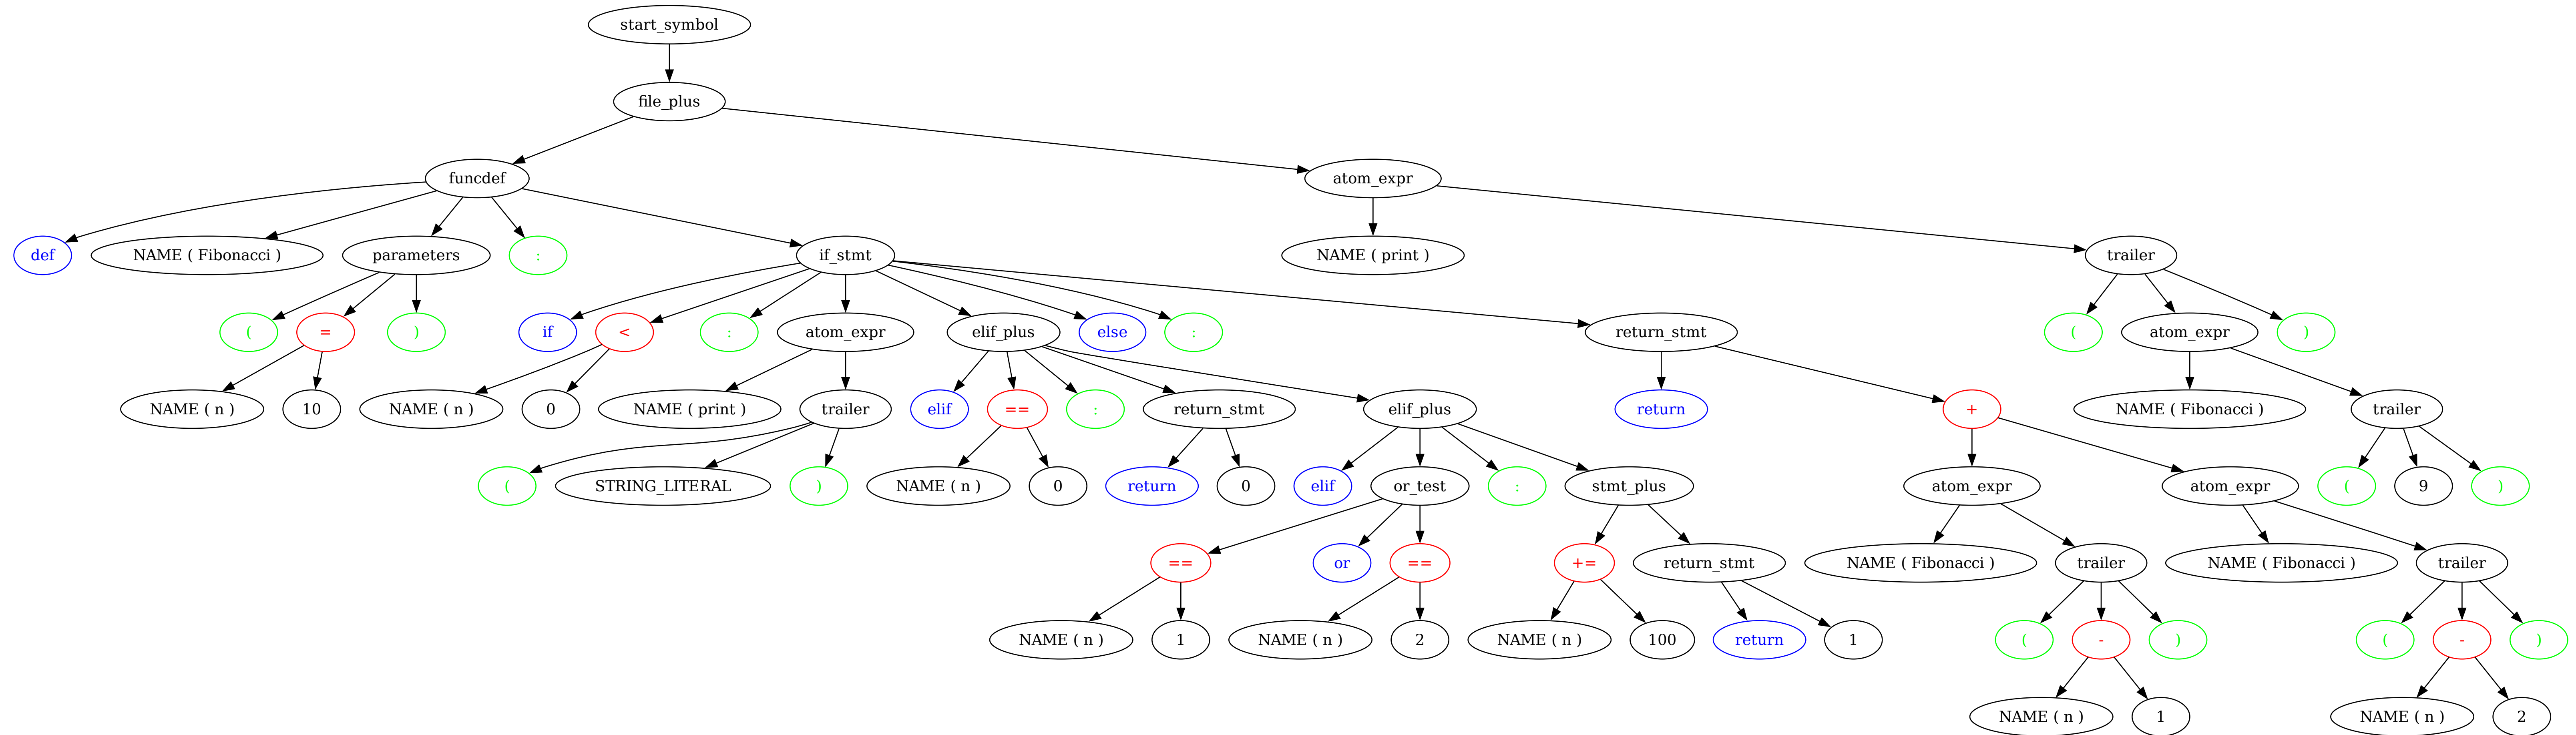 start_symbol
file_plus
funcdef atom_expr
def NAME ( Fibonacci ) parameters : if_stmt NAME ( print ) trailer
( = ) if < : atom_expr elif_plus else : return_stmt ( atom_expr )
NAME ( n ) 10 NAME ( n ) 0 NAME ( print ) trailer elif == : return_stmt elif_plus return + NAME ( Fibonacci ) trailer
( STRING_LITERAL ) NAME ( n ) 0 return 0 elif or_test : stmt_plus atom_expr atom_expr ( 9 )
== or == += return_stmt NAME ( Fibonacci ) trailer NAME ( Fibonacci ) trailer
NAME ( n ) 1 NAME ( n ) 2 NAME ( n ) 100 return 1 ( - ) ( - )
NAME ( n ) 1 NAME ( n ) 2